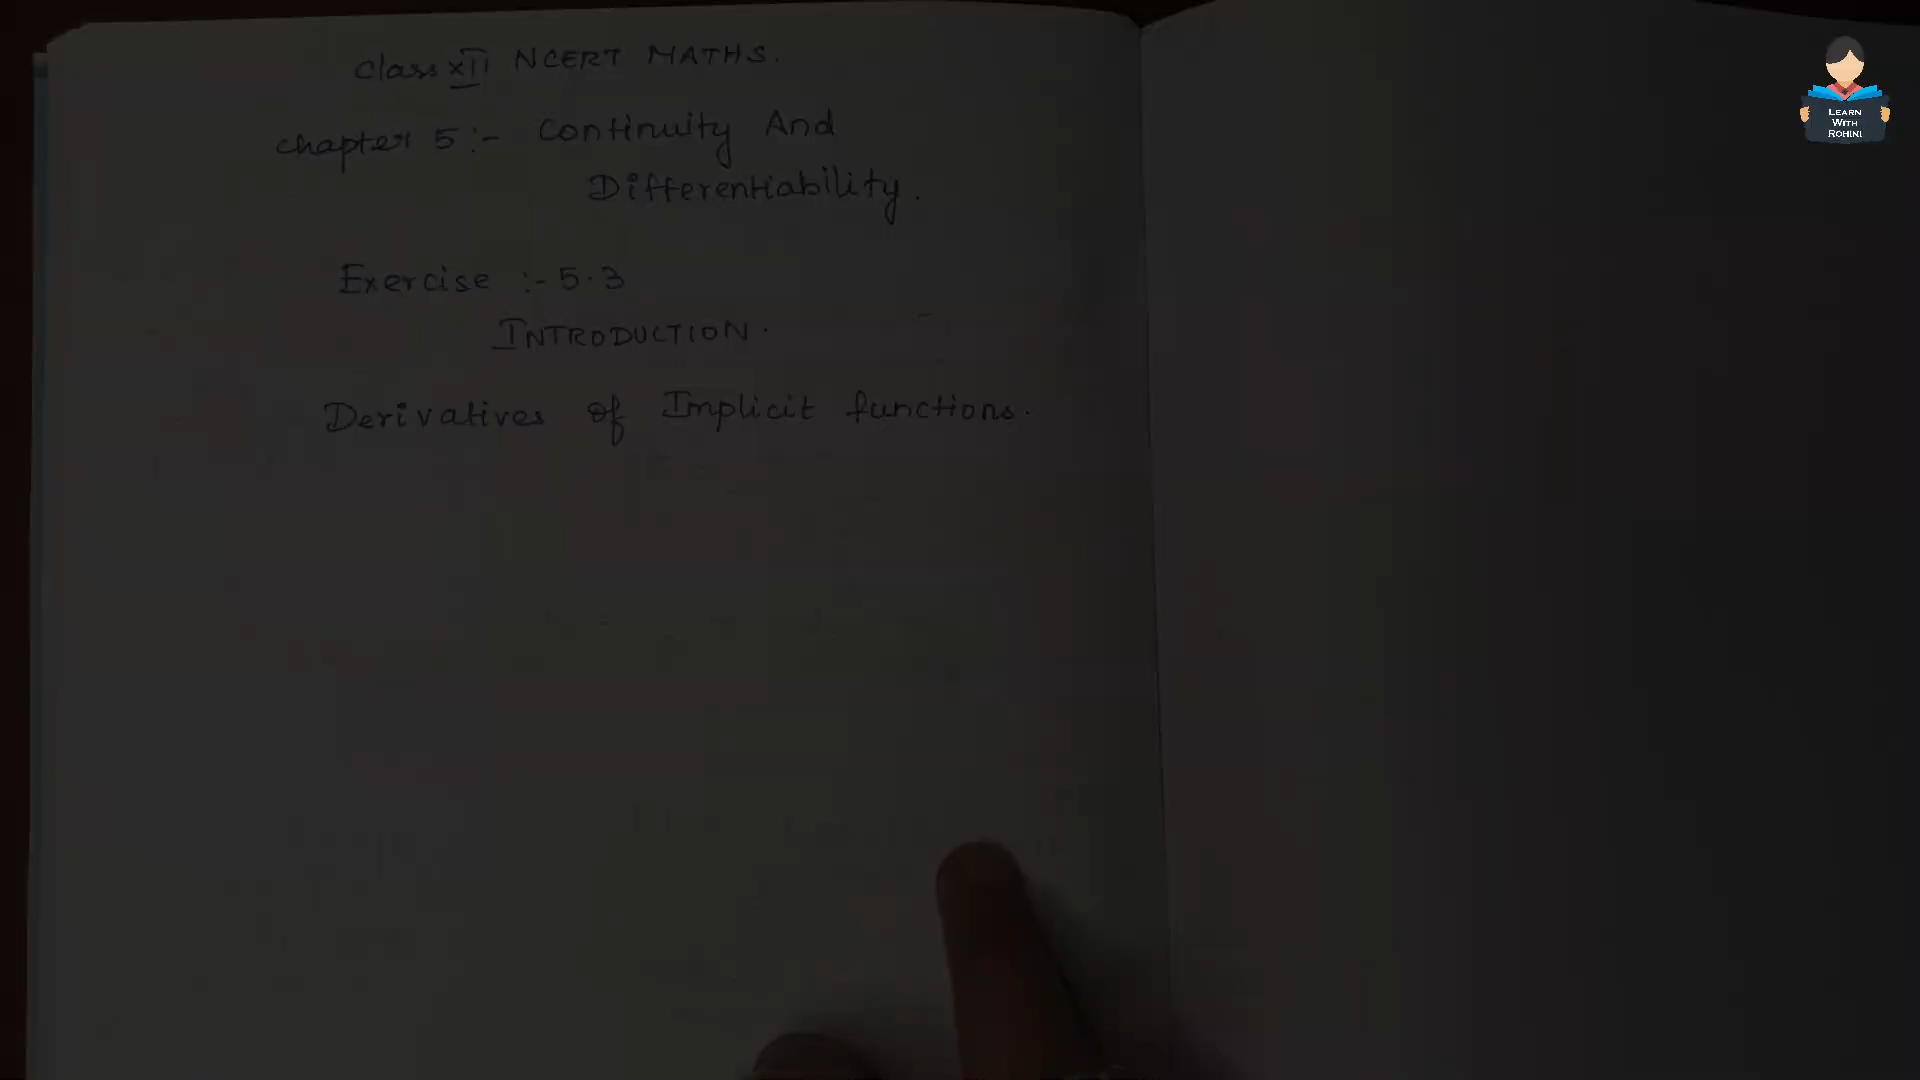 Class XII NCERT MATHS.
Chapter 5:- Continuity And
Differentiability.
Exercise :- 5.3
INTRODUCTION.
Derivatives of Implicit functions.
LEARN
WITH
ROHINI